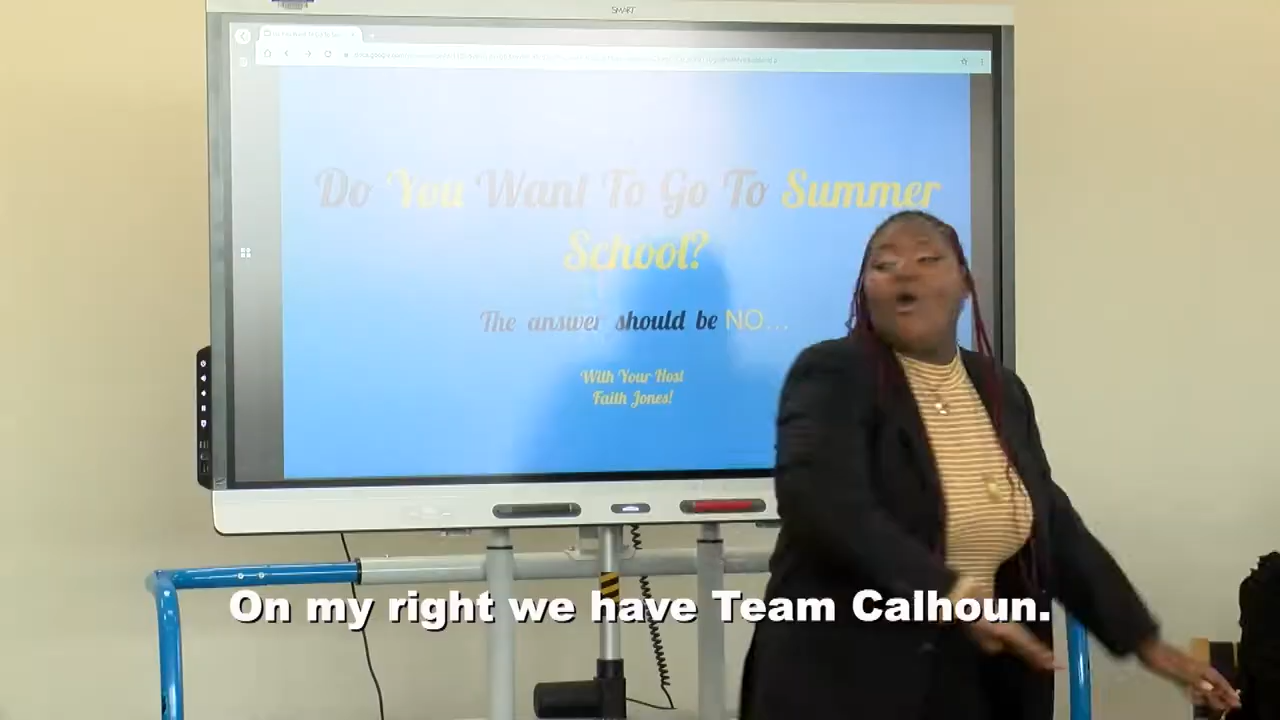 SMART
Do You Want To Go To Summer
School?
The answer should be NO...
With Your Host
Faith Jones!
On my right we have Team Calhoun.